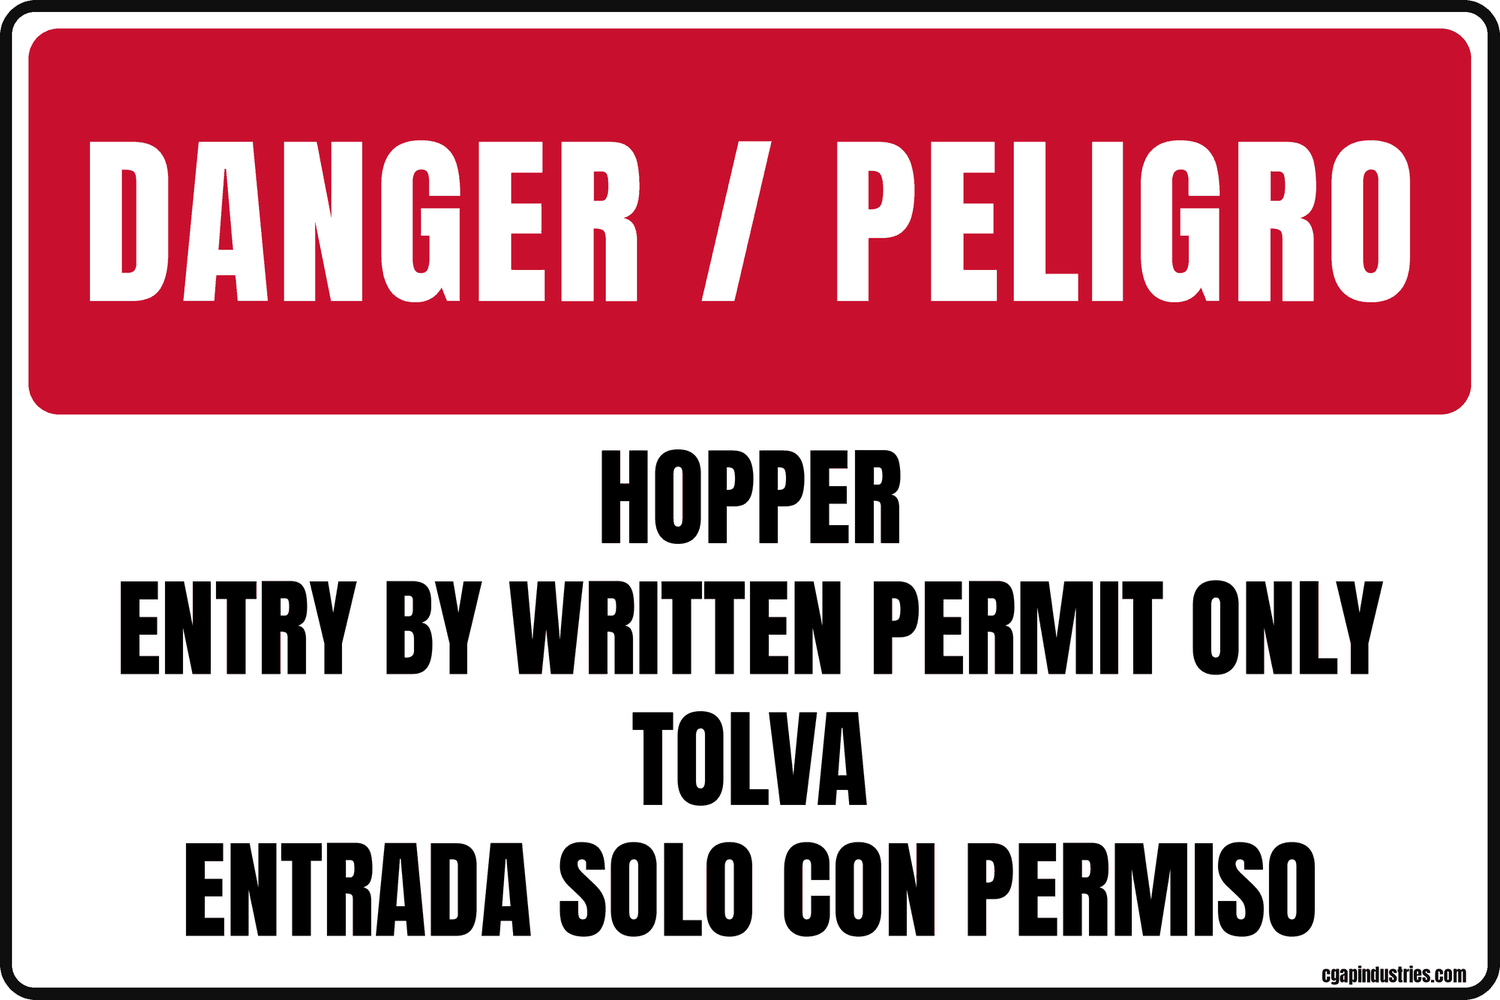 DANGER / PELIGRO
HOPPER
ENTRY BY WRITTEN PERMIT ONLY
TOLVA
ENTRADA SOLO CON PERMISO
cgapindustries.com